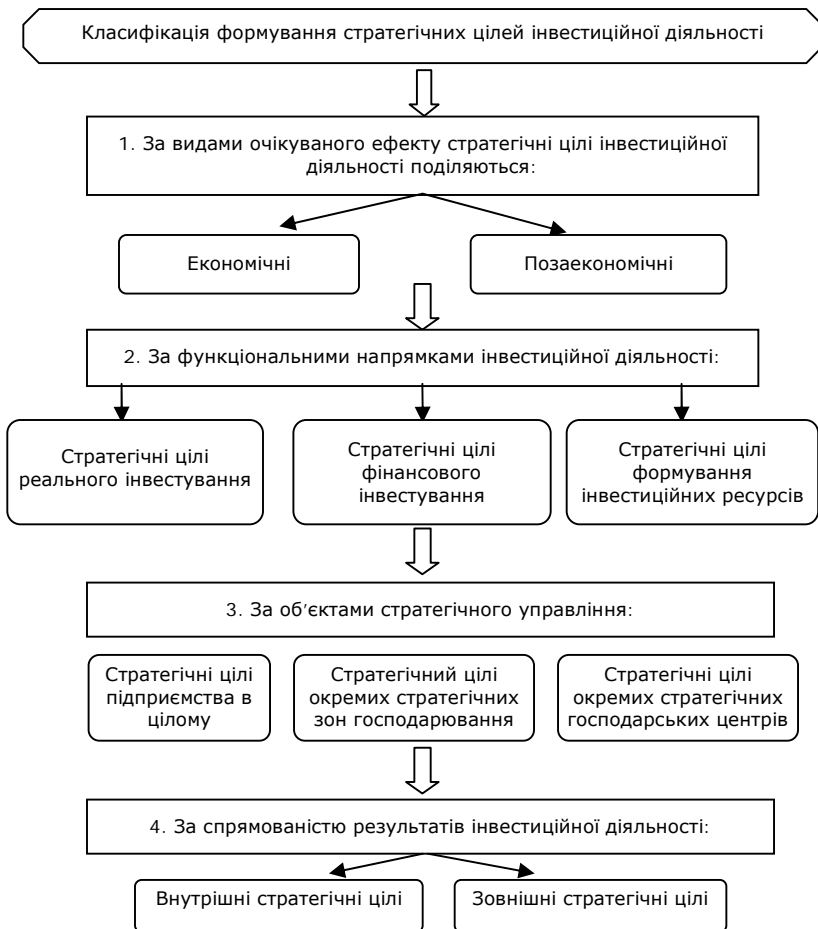 Класифікація формування стратегічних цілей інвестиційної діяльності
1. За видами очікуваного ефекту стратегічні цілі інвестиційної
діяльності поділяються:
Економічні
Позаекономічні
2. За функціональними напрямками інвестиційної діяльності:
Стратегічні цілі
реального інвестування
Стратегічні цілі
фінансового
інвестування
Стратегічні цілі
формування
інвестиційних ресурсів
3. За об’єктами стратегічного управління:
Стратегічні цілі
підприємства в
цілому
Стратегічний цілі
окремих стратегічних
зон господарювання
Стратегічні цілі
окремих стратегічних
господарських центрів
4. За спрямованістю результатів інвестиційної діяльності:
Внутрішні стратегічні цілі
Зовнішні стратегічні цілі